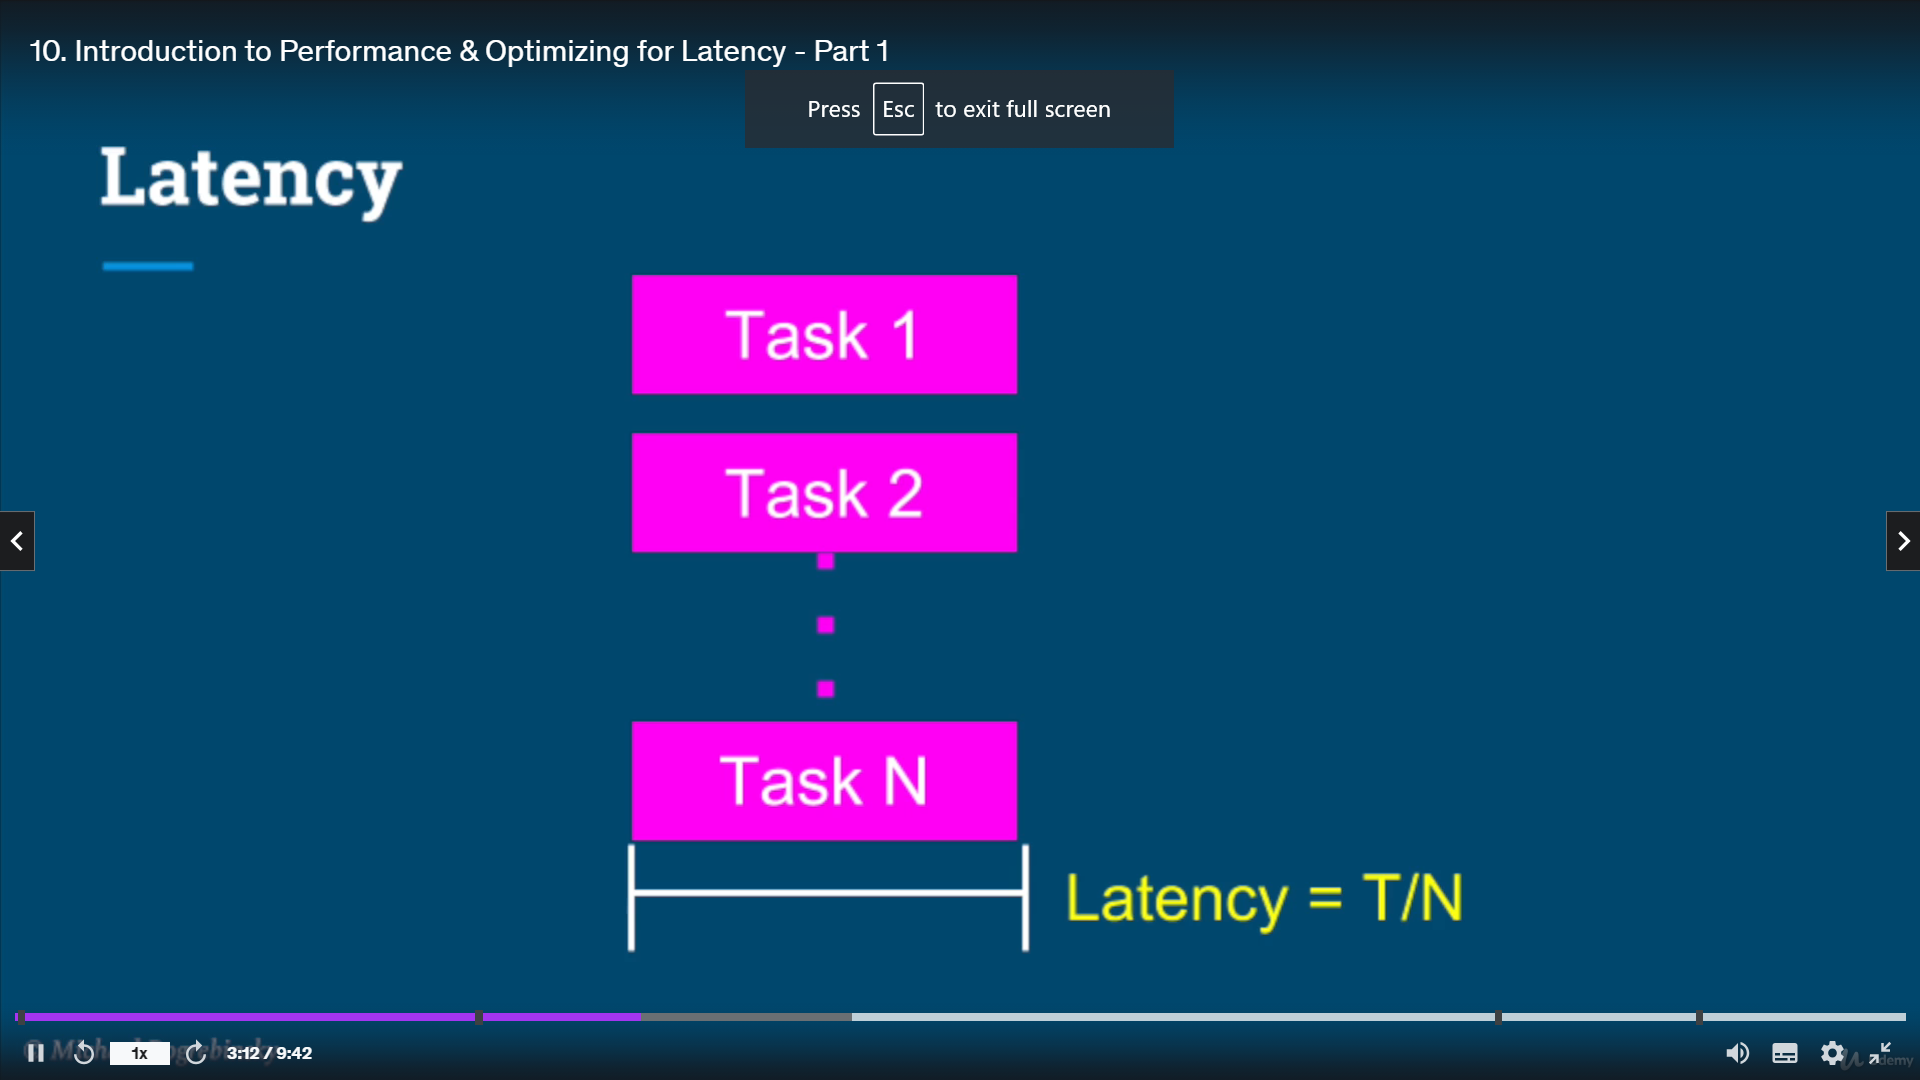 10. Introduction to Performance & Optimizing for Latency - Part 1
Press Esc to exit full screen
Latency
Task 1
Task 2
Task N
Latency = T/N
1x
3:12 / 9:42